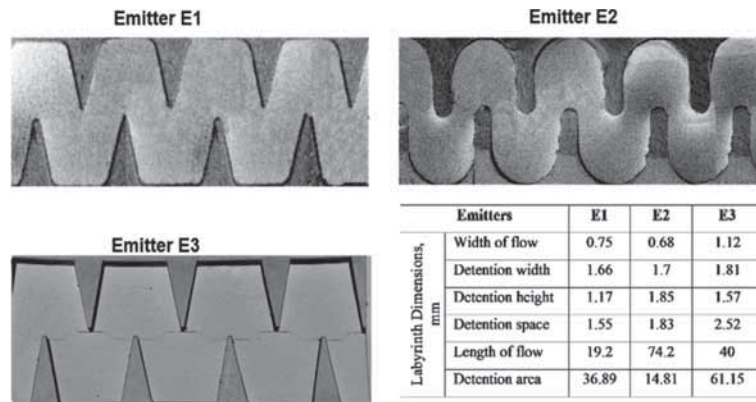 Emitter E1
Emitter E2
Emitter E3
Emitters E1 E2 E3
Labyrinth Dimensions, mm
Width of flow 0.75 0.68 1.12
Detention width 1.66 1.7 1.81
Detention height 1.17 1.85 1.57
Detention space 1.55 1.83 2.52
Length of flow 19.2 74.2 40
Detention area 36.89 14.81 61.15